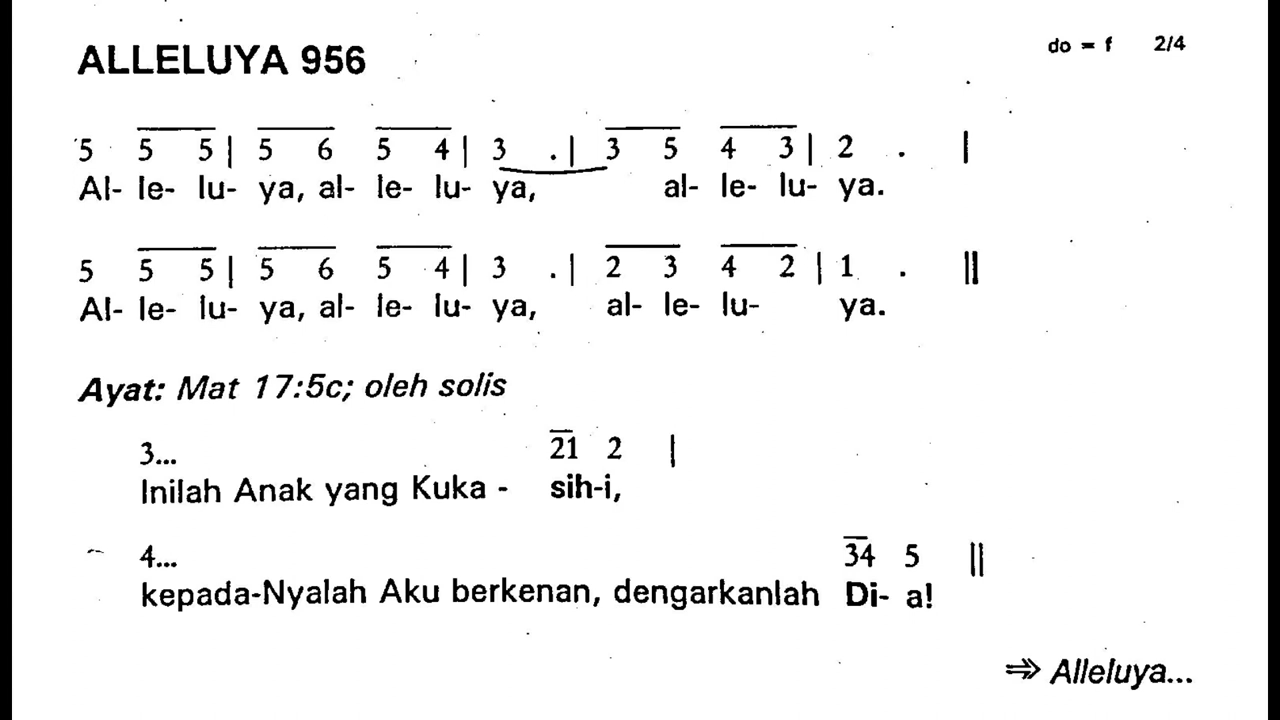 ALLELUYA 956 do = f 2/4
5 5 5 | 5 6 5 4 | 3 . | 3 5 4 3 | 2 . |
Al- le- lu- ya, al- le- lu- ya, al- le- lu- ya.
5 5 5 | 5 6 5 4 | 3 . | 2 3 4 2 | 1 . ||
Al- le- lu- ya, al- le- lu- ya, al- le- lu- ya.
Ayat: Mat 17:5c; oleh solis
3... 21 2 |
Inilah Anak yang Kuka - sih-i,
4... 34 5 ||
kepada-Nyalah Aku berkenan, dengarkanlah Di- a!
⇒ Alleluya...